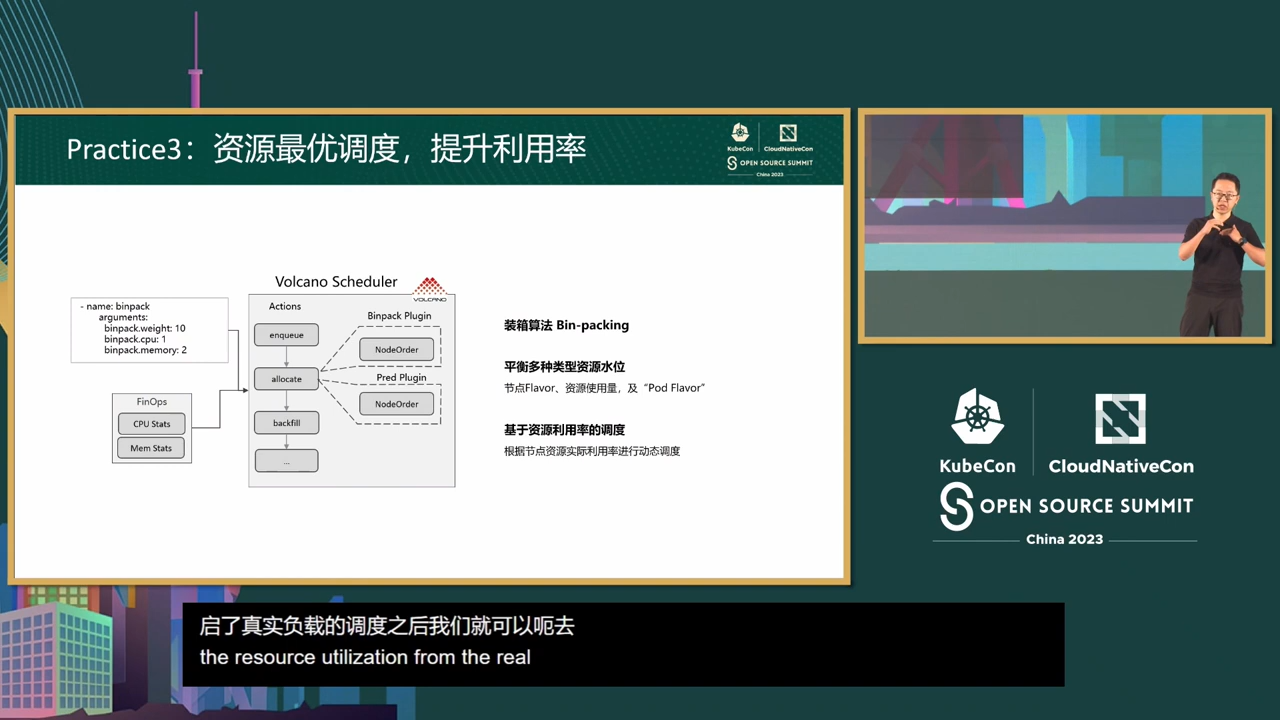 Practice3：资源最优调度，提升利用率
KubeCon
CloudNativeCon
OPEN SOURCE SUMMIT
China 2023
Volcano Scheduler
VOLCANO
- name: binpack
arguments:
binpack.weight: 10
binpack.cpu: 1
binpack.memory: 2
FinOps
CPU Stats
Mem Stats
Actions
enqueue
allocate
backfill
...
Binpack Plugin
NodeOrder
Pred Plugin
NodeOrder
装箱算法 Bin-packing
平衡多种类型资源水位
节点Flavor、资源使用量，及“Pod Flavor”
基于资源利用率的调度
根据节点资源实际利用率进行动态调度
KubeCon
CloudNativeCon
OPEN SOURCE SUMMIT
China 2023
启了真实负载的调度之后我们就可以呃去
the resource utilization from the real